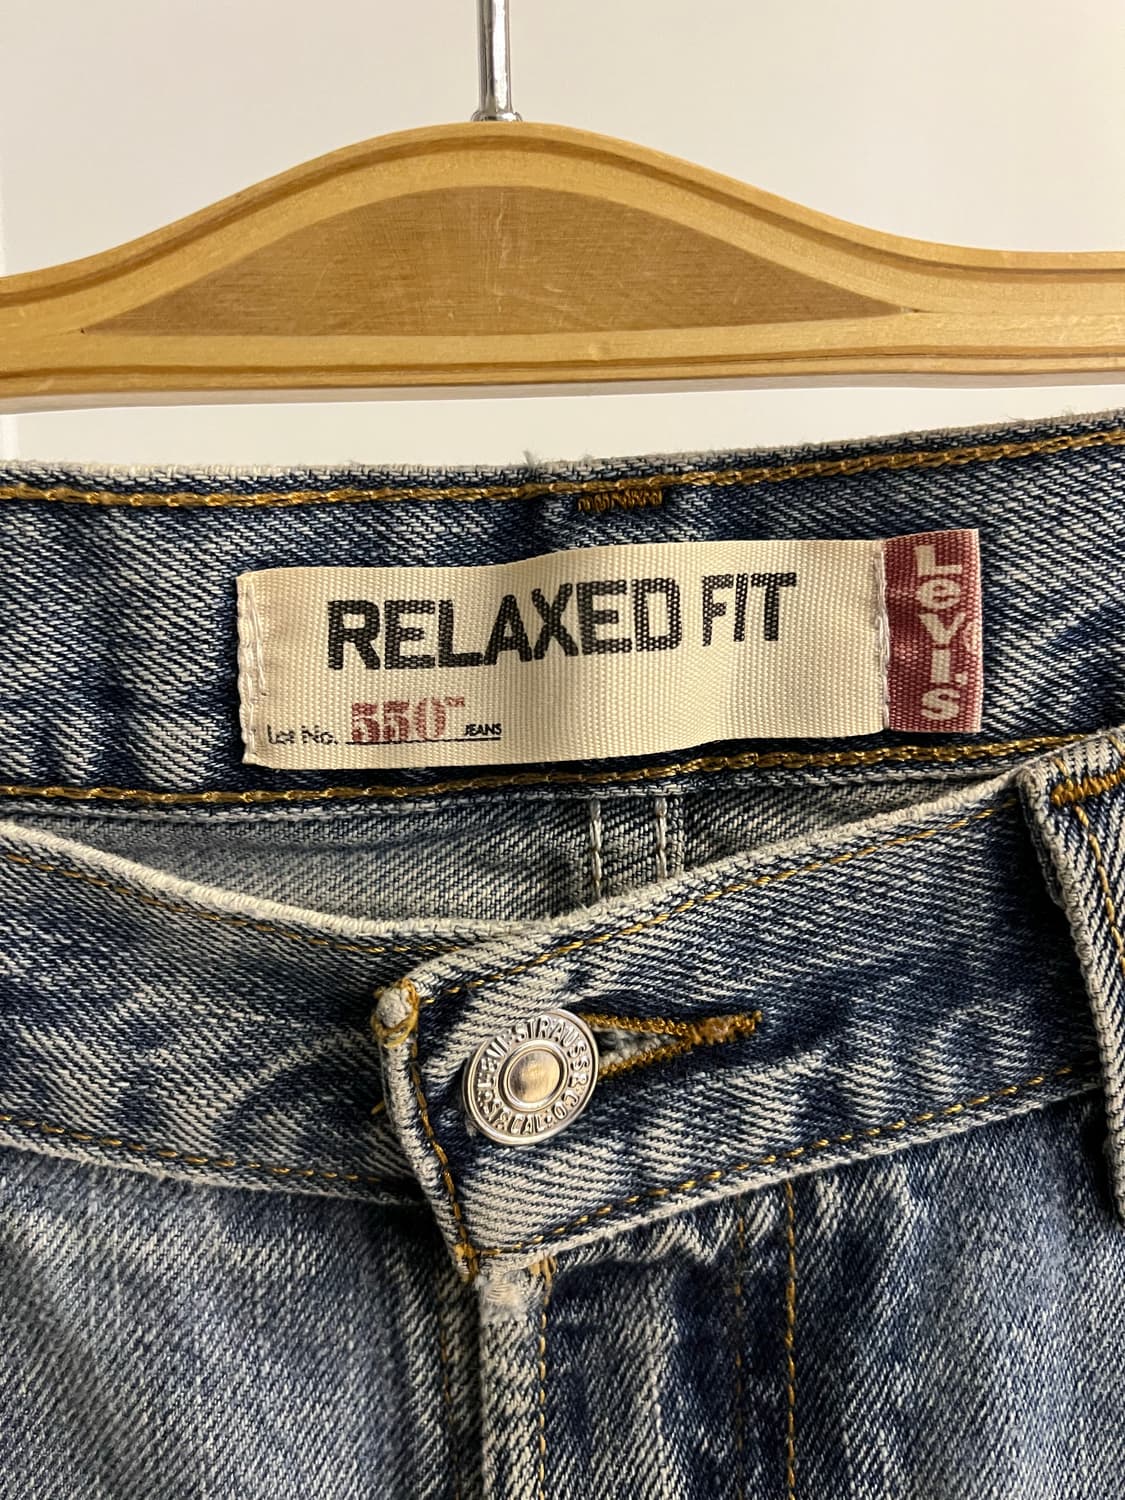 RELAXED FIT
Lot No. 550™ JEANS
LeVI.S
LEVI STRAUSS & CO
S.F. CAL